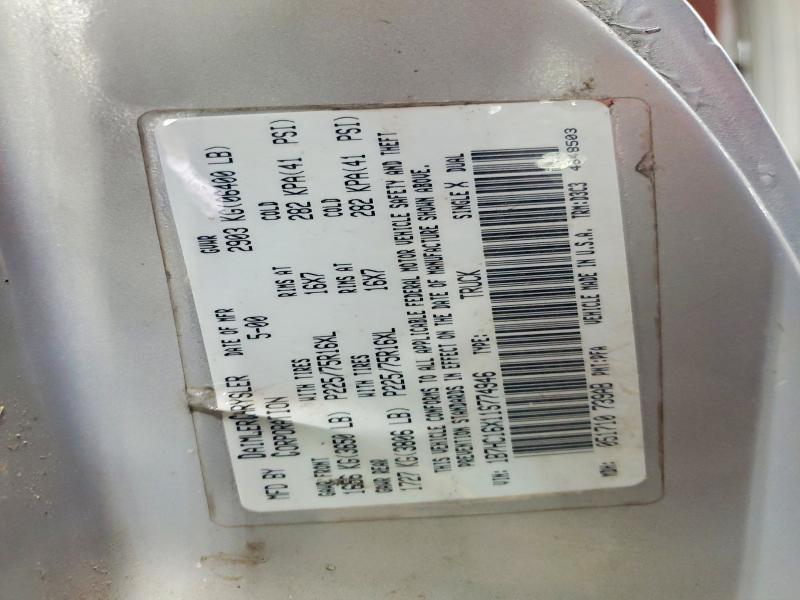 MFD BY DAIMLERCHRYSLER DATE OF MFR GVWR
CORPORATION 5-00 2903 KG(06400 LB)
GAWR FRONT WITH TIRES RIMS AT COLD
KG(3650 LB) P225/75R16XL 16X7 282 KPA(41 PSI)
GAWR REAR WITH TIRES RIMS AT COLD
1727 KG(3806 LB) P225/75R16XL 16X7 282 KPA(41 PSI)
THIS VEHICLE CONFORMS TO ALL APPLICABLE FEDERAL MOTOR VEHICLE SAFETY AND THEFT
PREVENTION STANDARDS IN EFFECT ON THE DATE OF MANUFACTURE SHOWN ABOVE.
VIN: TYPE: TRUCK SINGLE X DUAL
MDH: 051710 VEHICLE MADE IN U.S.A.